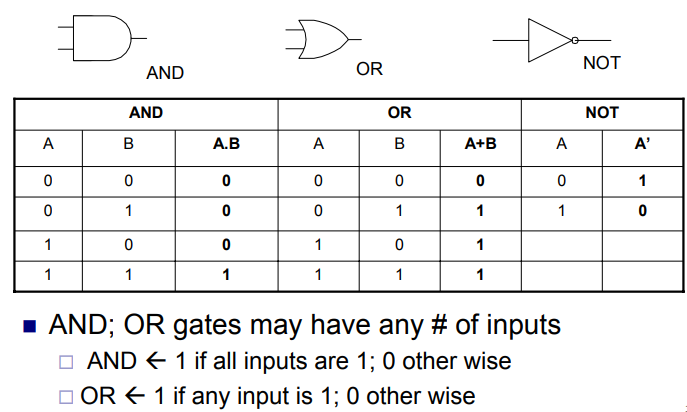 AND OR NOT
AND OR NOT
A B A.B A B A+B A A’
0 0 0 0 0 0 0 1
0 1 0 0 1 1 1 0
1 0 0 1 0 1
1 1 1 1 1 1
AND; OR gates may have any # of inputs
AND ← 1 if all inputs are 1; 0 other wise
OR ← 1 if any input is 1; 0 other wise